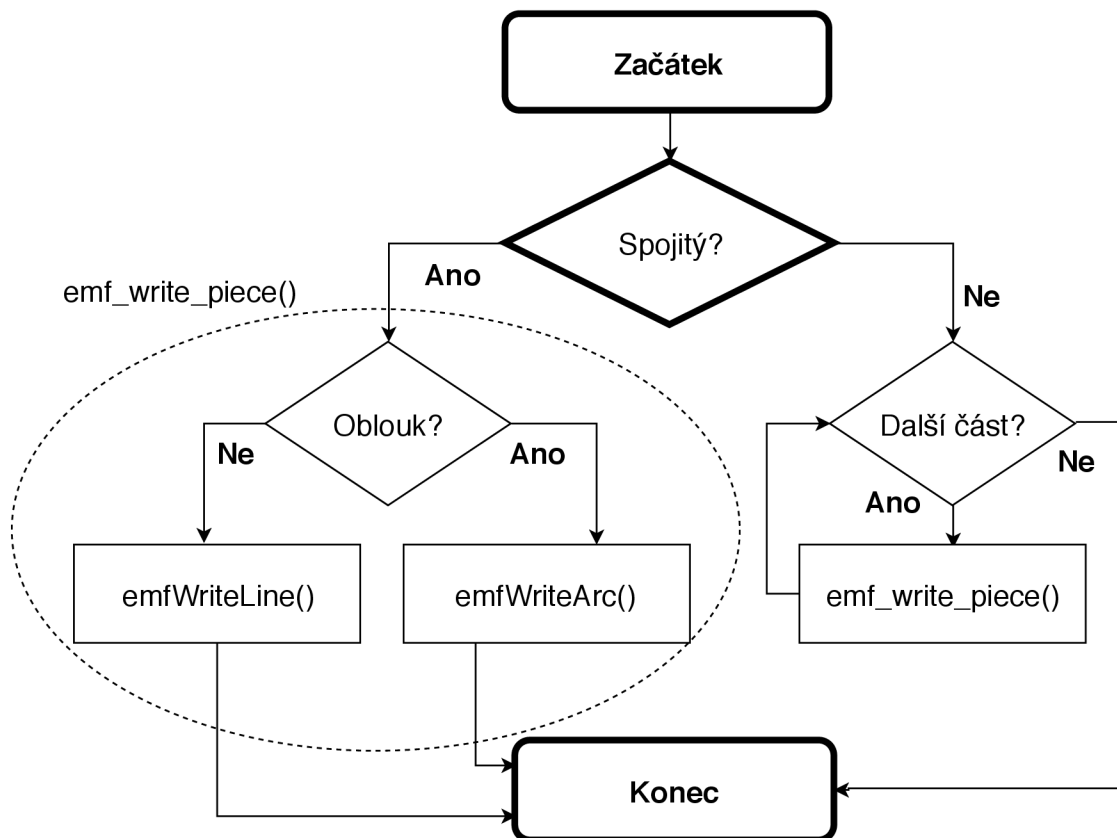 Začátek
Spojitý?
Ano
Ne
emf_write_piece()
Oblouk?
Ne
Ano
Další část?
Ne
Ano
emfWriteLine()
emfWriteArc()
emf_write_piece()
Konec